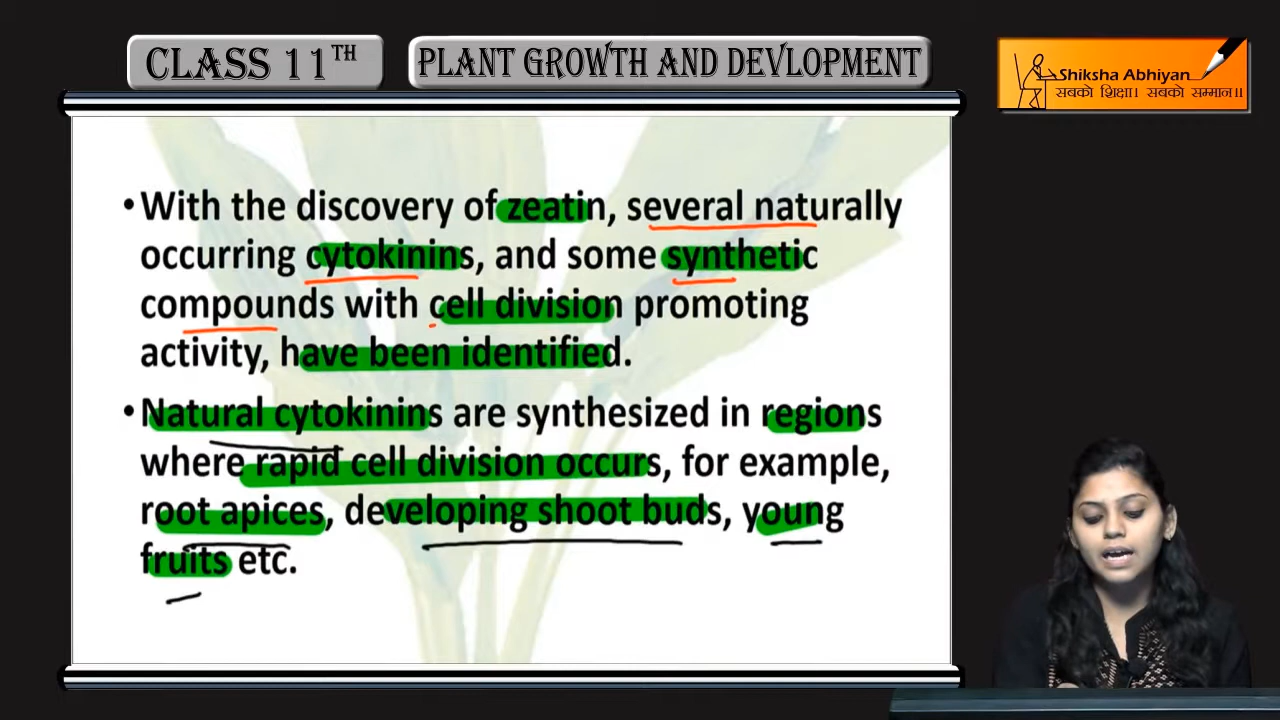 CLASS 11TH
PLANT GROWTH AND DEVLOPMENT
Shiksha Abhiyan
सबको शिक्षा। सबको सम्मान।।
•With the discovery of zeatin, several naturally
occurring cytokinins, and some synthetic
compounds with cell division promoting
activity, have been identified.
•Natural cytokinins are synthesized in regions
where rapid cell division occurs, for example,
root apices, developing shoot buds, young
fruits etc.